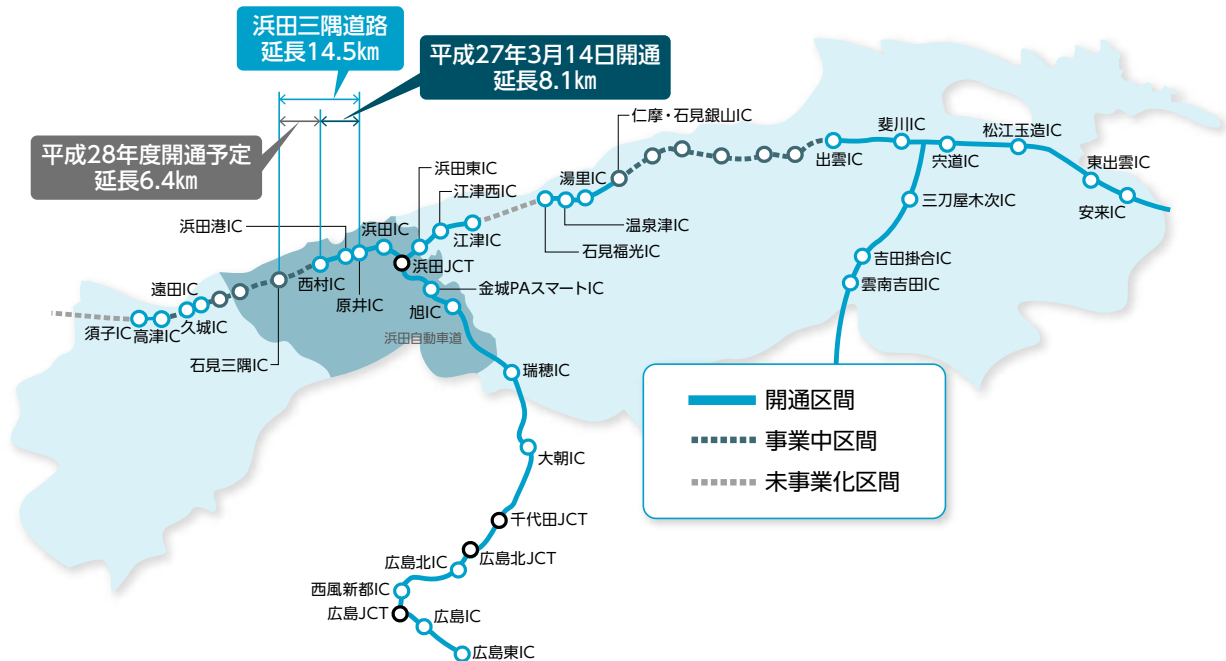 浜田三隅道路
延長14.5㎞
平成27年3月14日開通
延長8.1㎞
平成28年度開通予定
延長6.4㎞
仁摩・石見銀山IC
出雲IC
斐川IC
宍道IC
松江玉造IC
東出雲IC
安来IC
三刀屋木次IC
吉田掛合IC
雲南吉田IC
湯里IC
温泉津IC
石見福光IC
浜田東IC
江津西IC
江津IC
浜田港IC
浜田IC
浜田JCT
西村IC
原井IC
金城PAスマートIC
旭IC
浜田自動車道
遠田IC
須子IC
高津IC
久城IC
石見三隅IC
瑞穂IC
大朝IC
千代田JCT
広島北JCT
広島北IC
西風新都IC
広島JCT
広島IC
広島東IC
開通区間
事業中区間
未事業化区間